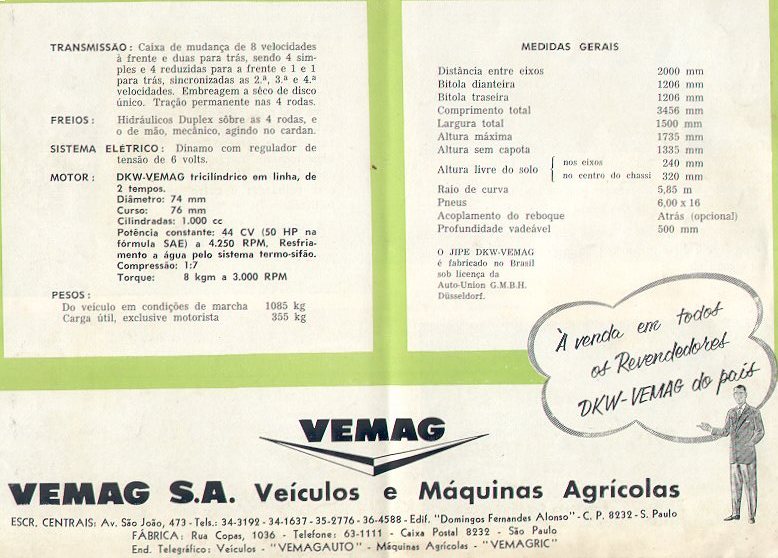 TRANSMISSÃO : Caixa de mudança de 8 velocidades
à frente e duas para trás, sendo 4 sim-
ples e 4 reduzidas para a frente e 1 e 1
para trás, sincronizadas as 2.ª, 3.ª e 4.ª
velocidades. Embreagem a sêco de disco
único. Tração permanente nas 4 rodas.
FREIOS : Hidráulicos Duplex sôbre as 4 rodas, e
o de mão, mecânico, agindo no cardan.
SISTEMA ELÉTRICO : Dinamo com regulador de
tensão de 6 volts.
MOTOR : DKW-VEMAG tricilíndrico em linha, de
2 tempos.
Diâmetro: 74 mm
Curso: 76 mm
Cilindradas: 1.000 cc
Potência constante: 44 CV (50 HP na
fórmula SAE) a 4.250 RPM, Resfria-
mento a água pelo sistema termo-sifão.
Compressão: 1:7
Torque: 8 kgm a 3.000 RPM
PESOS :
Do veículo em condições de marcha 1085 kg
Carga útil, exclusive motorista 355 kg
MEDIDAS GERAIS
Distância entre eixos 2000 mm
Bitola dianteira 1206 mm
Bitola traseira 1206 mm
Comprimento total 3456 mm
Largura total 1500 mm
Altura máxima 1735 mm
Altura sem capota 1335 mm
Altura livre do solo { nos eixos 240 mm
no centro do chassi 320 mm
Raio de curva 5,85 m
Pneus 6,00 x 16
Acoplamento do reboque Atrás (opcional)
Profundidade vadeável 500 mm
O JIPE DKW-VEMAG
é fabricado no Brasil
sob licença da
Auto-Union G.M.B.H.
Düsseldorf.
À venda em todos
os Revendedores
DKW-VEMAG do país
VEMAG
VEMAG S.A. Veículos e Máquinas Agrícolas
ESCR. CENTRAIS: Av. São João, 473 - Tels.: 34-3192 - 34-1637 - 35-2776 - 36-4588 - Edif. "Domingos Fernandes Alonso" - C. P. 8232 - S. Paulo
FÁBRICA: Rua Copas, 1036 - Telefone: 63-1111 - Caixa Postal 8232 - São Paulo
End. Telegráfico: Veículos - "VEMAGAUTO" - Máquinas Agrícolas - "VEMAGRIC"